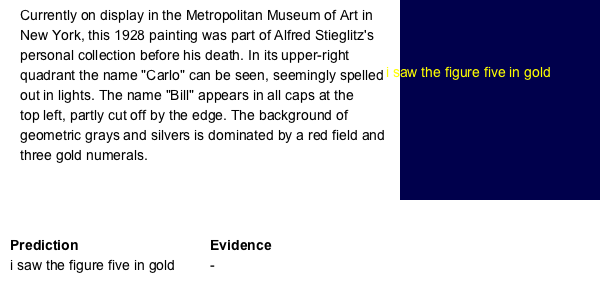 Currently on display in the Metropolitan Museum of Art in
New York, this 1928 painting was part of Alfred Stieglitz's
personal collection before his death. In its upper-right
quadrant the name "Carlo" can be seen, seemingly spelled
out in lights. The name "Bill" appears in all caps at the
top left, partly cut off by the edge. The background of
geometric grays and silvers is dominated by a red field and
three gold numerals.
i saw the figure five in gold
Prediction Evidence
i saw the figure five in gold -